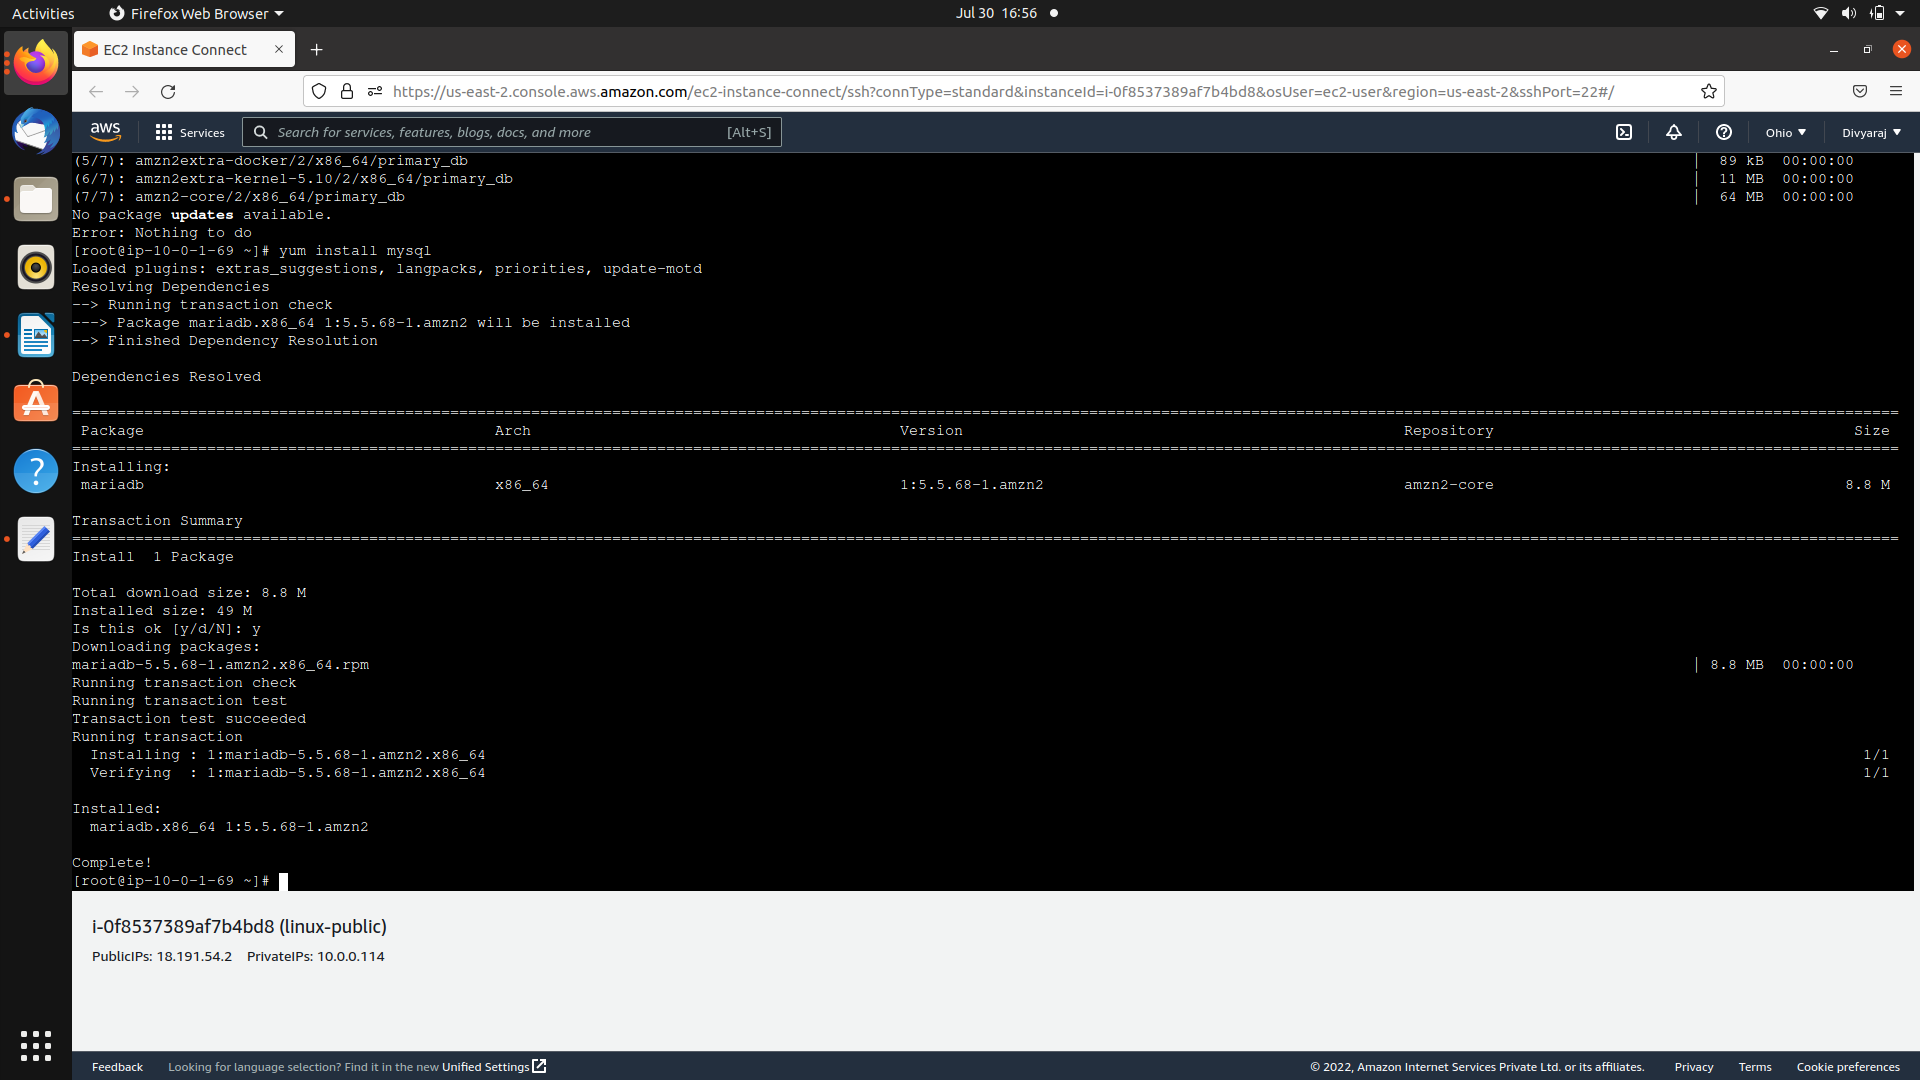 Activities
Firefox Web Browser
Jul 30 16:56
EC2 Instance Connect
https://us-east-2.console.aws.amazon.com/ec2-instance-connect/ssh?connType=standard&instanceId=i-0f8537389af7b4bd8&osUser=ec2-user&region=us-east-2&sshPort=22#/
aws
Services
Search for services, features, blogs, docs, and more
[Alt+S]
Ohio
Divyaraj
(5/7): amzn2extra-docker/2/x86_64/primary_db | 89 kB 00:00:00
(6/7): amzn2extra-kernel-5.10/2/x86_64/primary_db | 11 MB 00:00:00
(7/7): amzn2-core/2/x86_64/primary_db | 64 MB 00:00:00
No package updates available.
Error: Nothing to do
[root@ip-10-0-1-69 ~]# yum install mysql
Loaded plugins: extras_suggestions, langpacks, priorities, update-motd
Resolving Dependencies
--> Running transaction check
---> Package mariadb.x86_64 1:5.5.68-1.amzn2 will be installed
--> Finished Dependency Resolution
Dependencies Resolved
Package Arch Version Repository Size
Installing:
mariadb x86_64 1:5.5.68-1.amzn2 amzn2-core 8.8 M
Transaction Summary
Install 1 Package
Total download size: 8.8 M
Installed size: 49 M
Is this ok [y/d/N]: y
Downloading packages:
mariadb-5.5.68-1.amzn2.x86_64.rpm | 8.8 MB 00:00:00
Running transaction check
Running transaction test
Transaction test succeeded
Running transaction
Installing : 1:mariadb-5.5.68-1.amzn2.x86_64 1/1
Verifying : 1:mariadb-5.5.68-1.amzn2.x86_64 1/1
Installed:
mariadb.x86_64 1:5.5.68-1.amzn2
Complete!
[root@ip-10-0-1-69 ~]#
i-0f8537389af7b4bd8 (linux-public)
PublicIPs: 18.191.54.2 PrivateIPs: 10.0.0.114
Feedback
Looking for language selection? Find it in the new Unified Settings
© 2022, Amazon Internet Services Private Ltd. or its affiliates.
Privacy
Terms
Cookie preferences